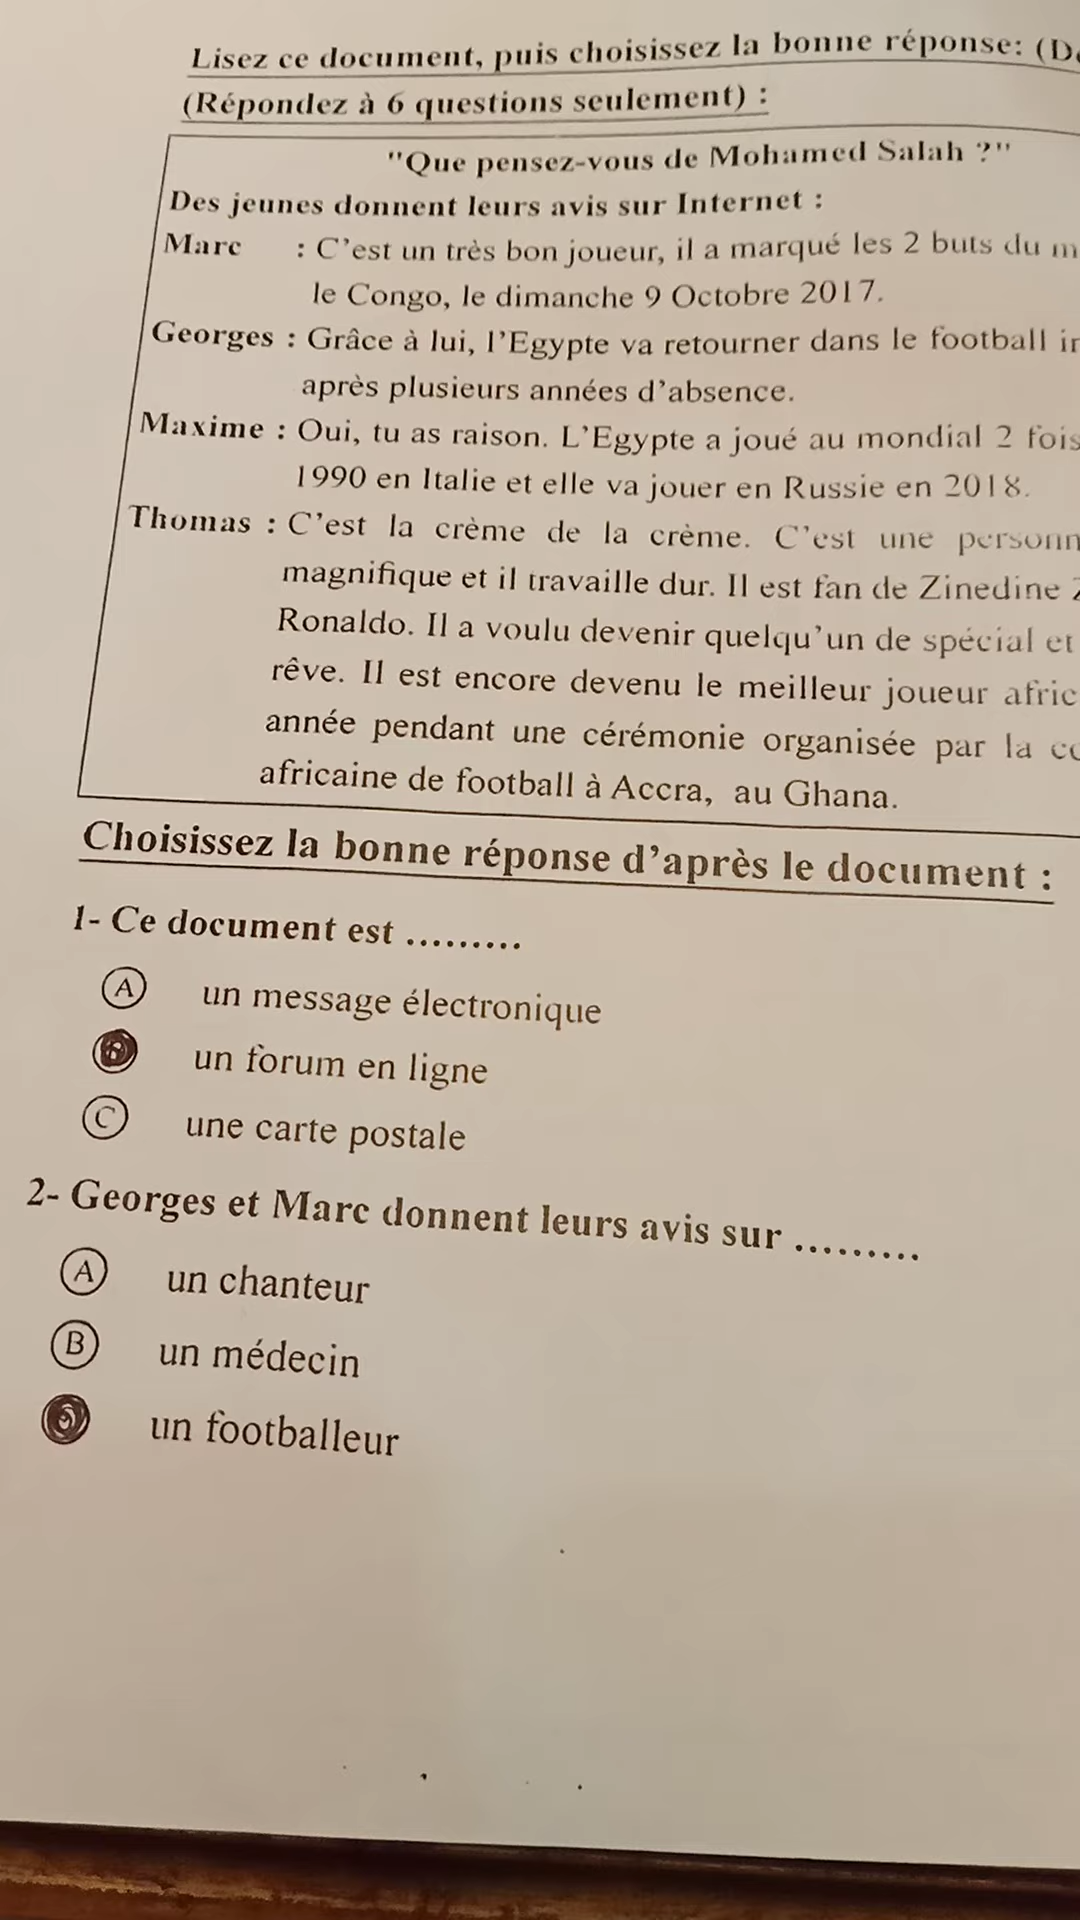 Lisez ce document, puis choisissez la bonne réponse:
(Répondez à 6 questions seulement) :
"Que pensez-vous de Mohamed Salah ?"
Des jeunes donnent leurs avis sur Internet :
Marc : C'est un très bon joueur, il a marqué les 2 buts du
le Congo, le dimanche 9 Octobre 2017.
Georges : Grâce à lui, l'Egypte va retourner dans le football
après plusieurs années d'absence.
Maxime : Oui, tu as raison. L'Egypte a joué au mondial 2 fois
1990 en Italie et elle va jouer en Russie en 2018.
Thomas : C'est la crème de la crème. C'est une
magnifique et il travaille dur. Il est fan de Zinedine
Ronaldo. Il a voulu devenir quelqu'un de spécial et
rêve. Il est encore devenu le meilleur joueur
année pendant une cérémonie organisée par la
africaine de football à Accra, au Ghana.
Choisissez la bonne réponse d'après le document :
1- Ce document est .........
A un message électronique
B un forum en ligne
C une carte postale
2- Georges et Marc donnent leurs avis sur .........
A un chanteur
B un médecin
un footballeur